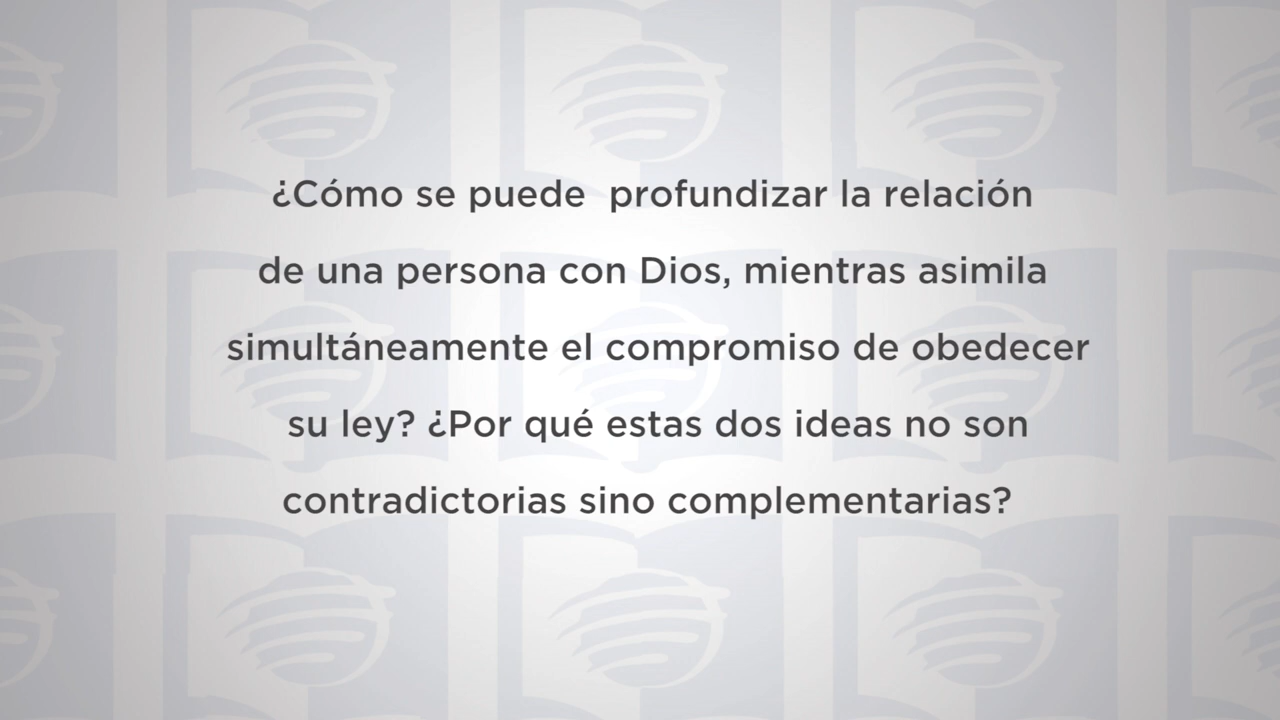 ¿Cómo se puede  profundizar la relación
de una persona con Dios, mientras asimila
simultáneamente el compromiso de obedecer
su ley? ¿Por qué estas dos ideas no son
contradictorias sino complementarias?